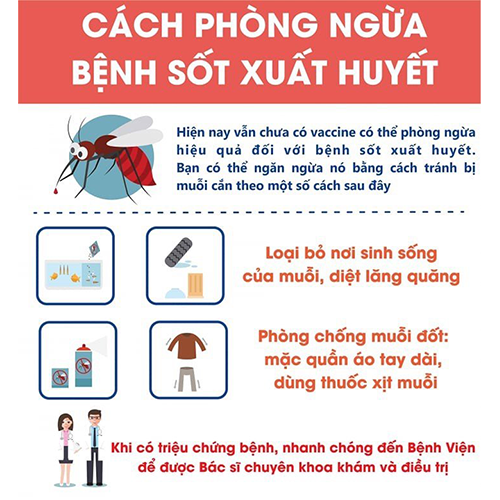 CÁCH PHÒNG NGỪA
BỆNH SỐT XUẤT HUYẾT
Hiện nay vẫn chưa có vaccine có thể phòng ngừa
hiệu quả đối với bệnh sốt xuất huyết.
Bạn có thể ngăn ngừa nó bằng cách tránh bị
muỗi cắn theo một số cách sau đây
Loại bỏ nơi sinh sống
của muỗi, diệt lăng quăng
Phòng chống muỗi đốt:
mặc quần áo tay dài,
dùng thuốc xịt muỗi
Khi có triệu chứng bệnh, nhanh chóng đến Bệnh Viện
để được Bác sĩ chuyên khoa khám và điều trị